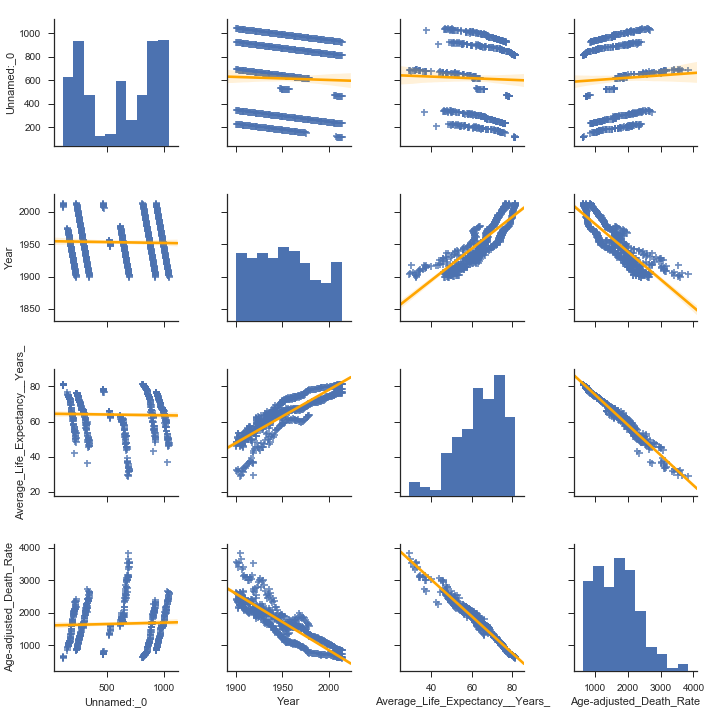 1000
800
600
400
200
Unnamed:_0
2000
1950
1900
1850
Year
80
60
40
20
Average_Life_Expectancy__Years_
4000
3000
2000
1000
Age-adjusted_Death_Rate
500 1000
Unnamed:_0
1900 1950 2000
Year
40 60 80
Average_Life_Expectancy__Years_
1000 2000 3000 4000
Age-adjusted_Death_Rate